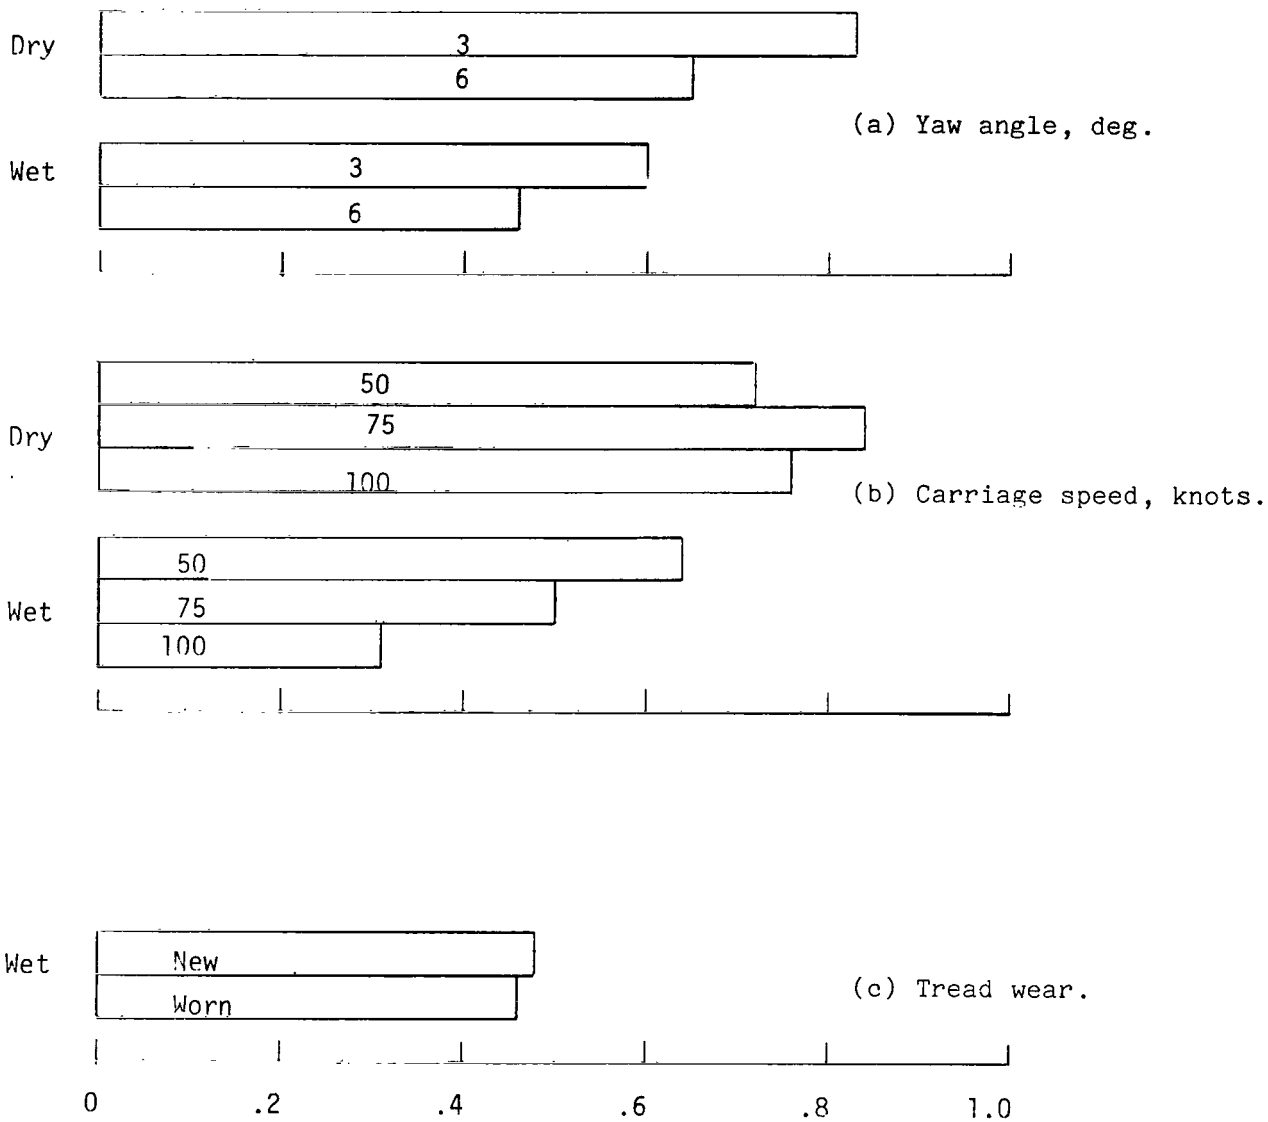 Dry
3
6
(a) Yaw angle, deg.
Wet
3
6
Dry
50
75
100
(b) Carriage speed, knots.
Wet
50
75
100
Wet
New
Worn
(c) Tread wear.
0 .2 .4 .6 .8 1.0